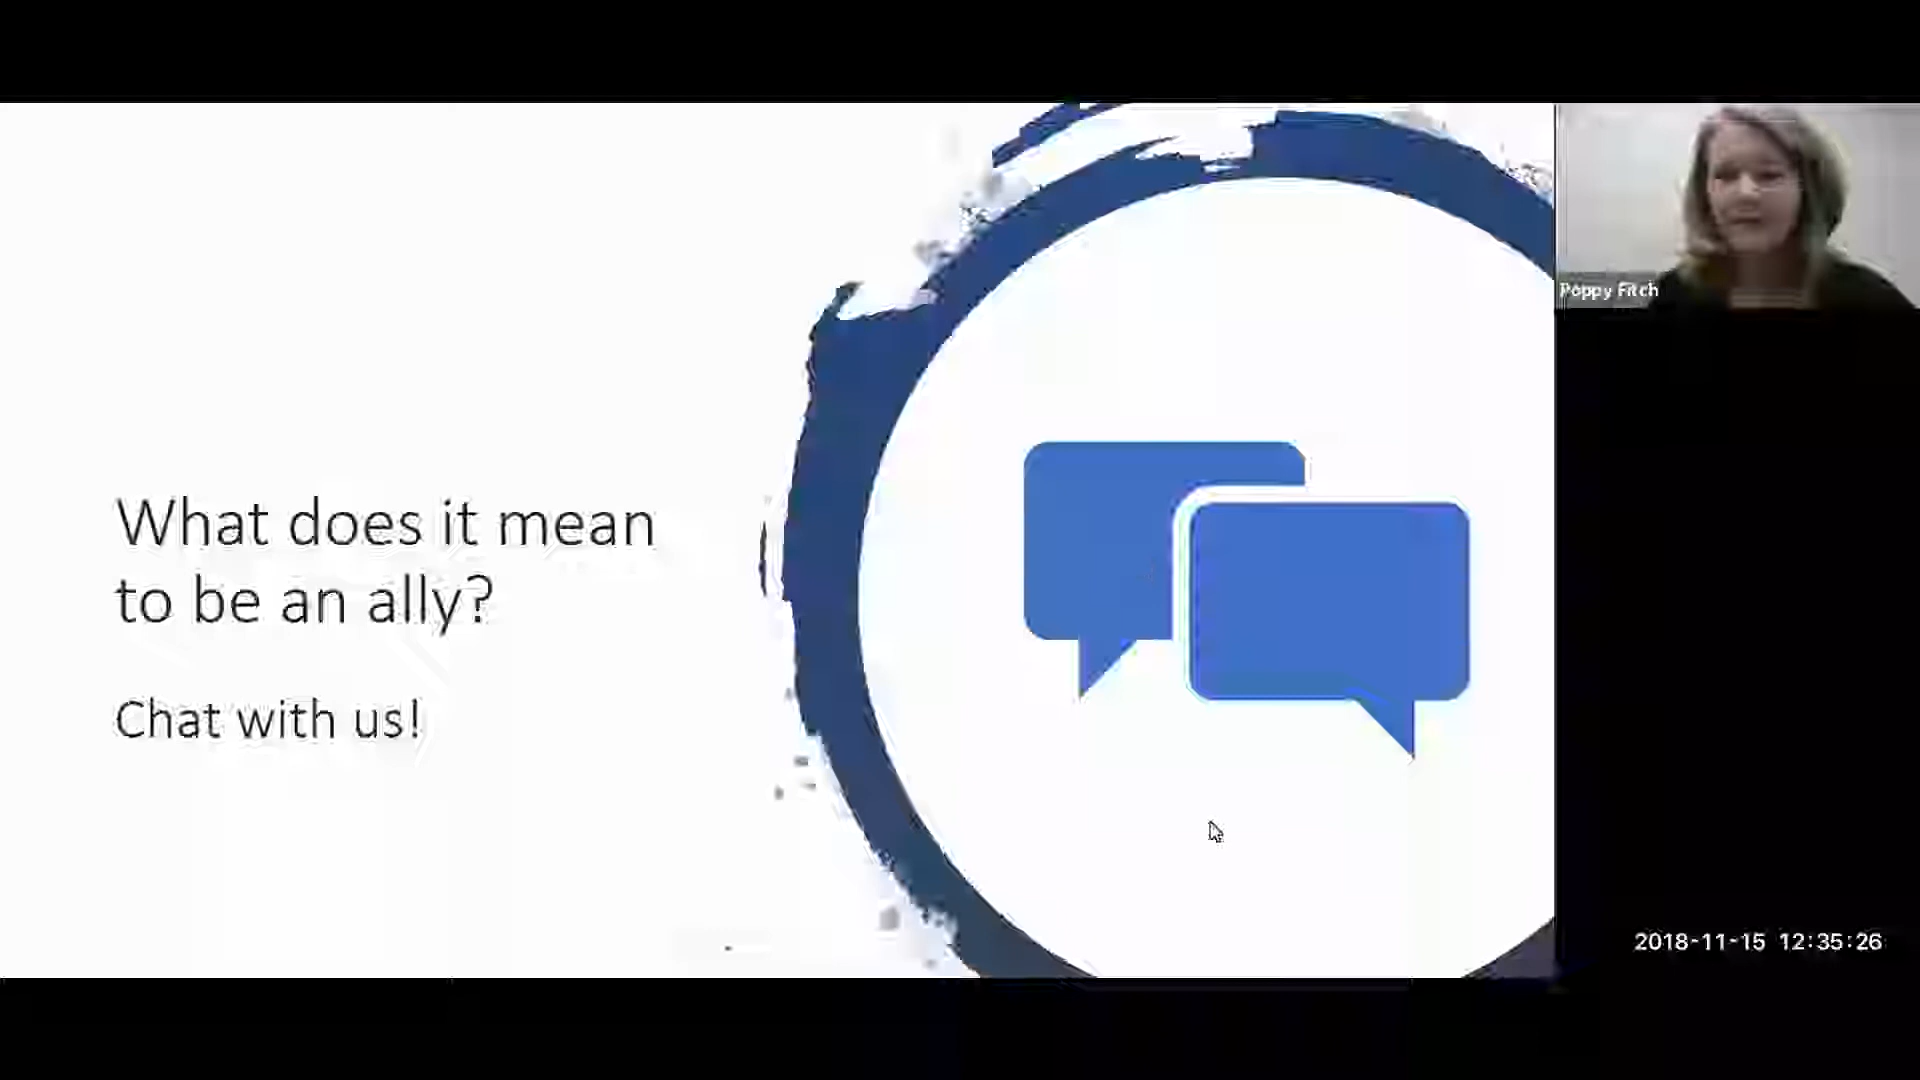 What does it mean
to be an ally?
Chat with us!
Poppy Fitch
2018-11-15 12:35:26